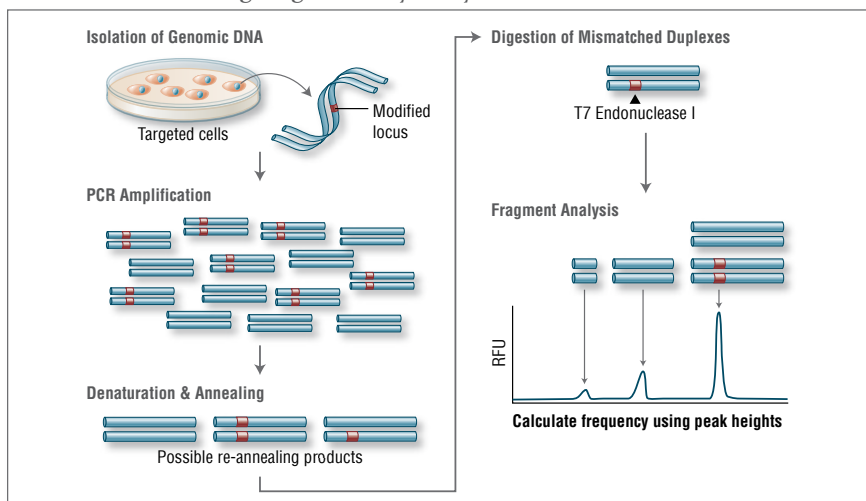 Isolation of Genomic DNA
Targeted cells
Modified
locus
PCR Amplification
Denaturation & Annealing
Possible re-annealing products
Digestion of Mismatched Duplexes
T7 Endonuclease I
Fragment Analysis
RFU
Calculate frequency using peak heights